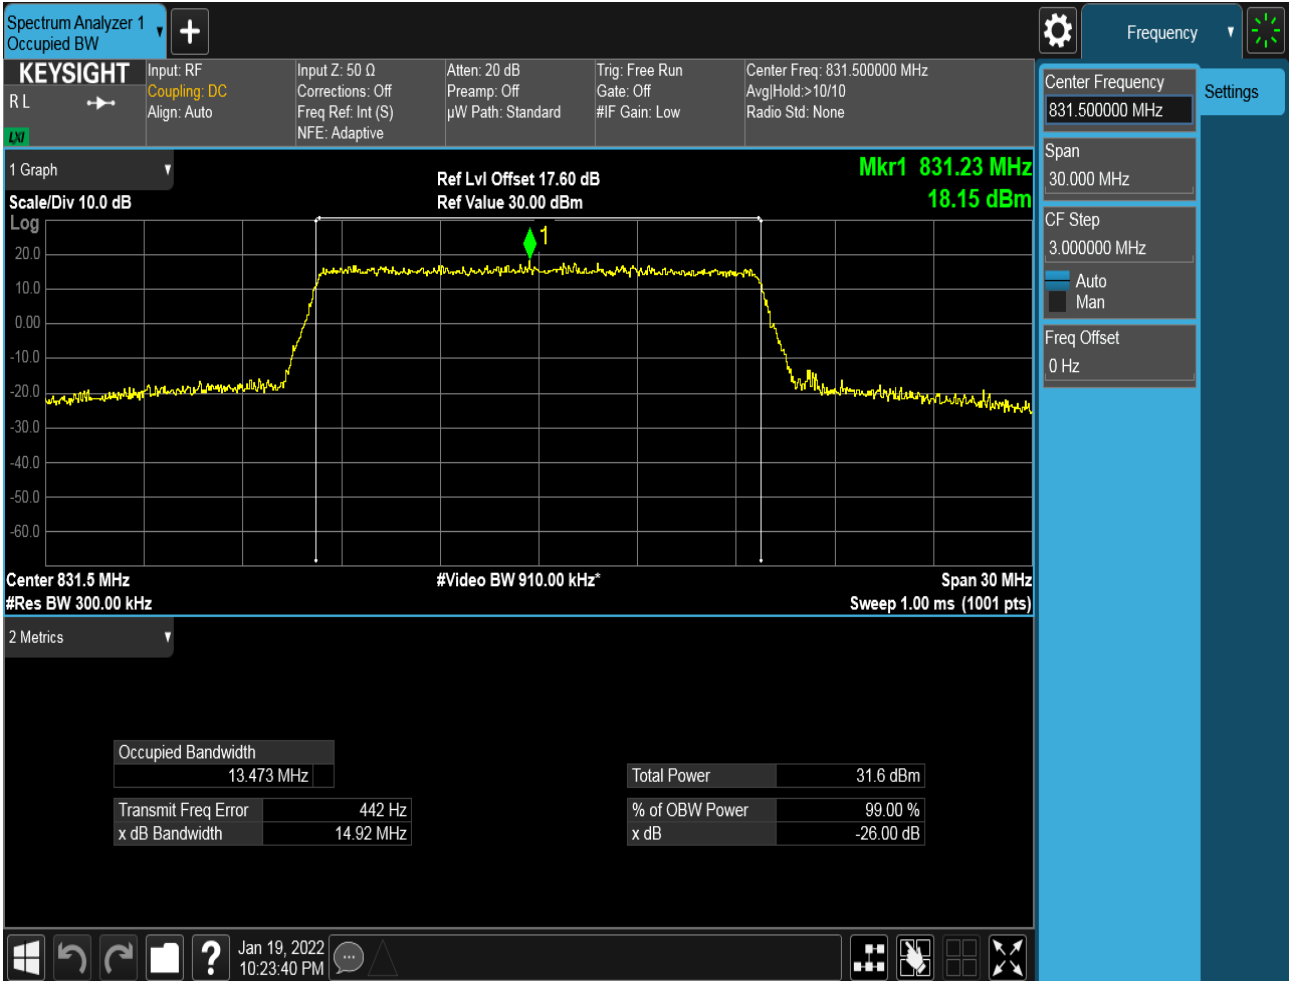 Spectrum Analyzer 1
Occupied BW
+
Frequency
KEYSIGHT
R L
LXI
Input: RF
Coupling: DC
Align: Auto
Input Z: 50 Ω
Corrections: Off
Freq Ref: Int (S)
NFE: Adaptive
Atten: 20 dB
Preamp: Off
µW Path: Standard
Trig: Free Run
Gate: Off
#IF Gain: Low
Center Freq: 831.500000 MHz
Avg|Hold:>10/10
Radio Std: None
Center Frequency
831.500000 MHz
Settings
Span
30.000 MHz
CF Step
3.000000 MHz
Auto
Man
Freq Offset
0 Hz
1 Graph
Ref Lvl Offset 17.60 dB
Mkr1 831.23 MHz
Scale/Div 10.0 dB
Ref Value 30.00 dBm
18.15 dBm
Log
1
20.0
10.0
0.00
-10.0
-20.0
-30.0
-40.0
-50.0
-60.0
Center 831.5 MHz
#Video BW 910.00 kHz*
Span 30 MHz
#Res BW 300.00 kHz
Sweep 1.00 ms (1001 pts)
2 Metrics
Occupied Bandwidth
13.473 MHz
Total Power 31.6 dBm
Transmit Freq Error 442 Hz
% of OBW Power 99.00 %
x dB Bandwidth 14.92 MHz
x dB -26.00 dB
?
Jan 19, 2022
10:23:40 PM